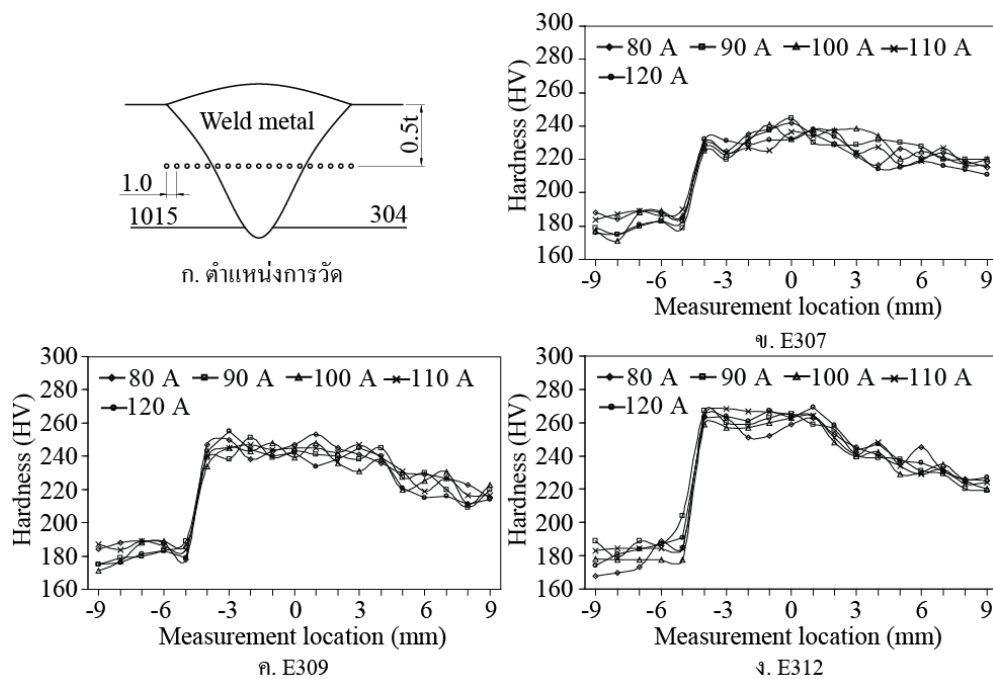 Weld metal
0.5t
1.0
1015
304
ก. ตำแหน่งการวัด
Hardness (HV)
300
280
260
240
220
200
180
160
80 A 90 A 100 A 110 A
120 A
-9 -6 -3 0 3 6 9
Measurement location (mm)
ข. E307
Hardness (HV)
300
280
260
240
220
200
180
160
80 A 90 A 100 A 110 A
120 A
-9 -6 -3 0 3 6 9
Measurement location (mm)
ค. E309
Hardness (HV)
300
280
260
240
220
200
180
160
80 A 90 A 100 A 110 A
120 A
-9 -6 -3 0 3 6 9
Measurement location (mm)
ง. E312